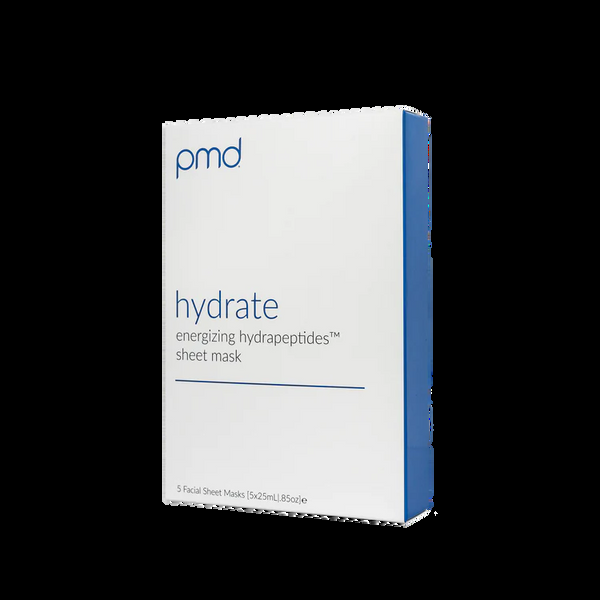 pmd
hydrate
energizing hydrapeptides™
sheet mask
5 Facial Sheet Masks [5x25mL|.85oz]℮